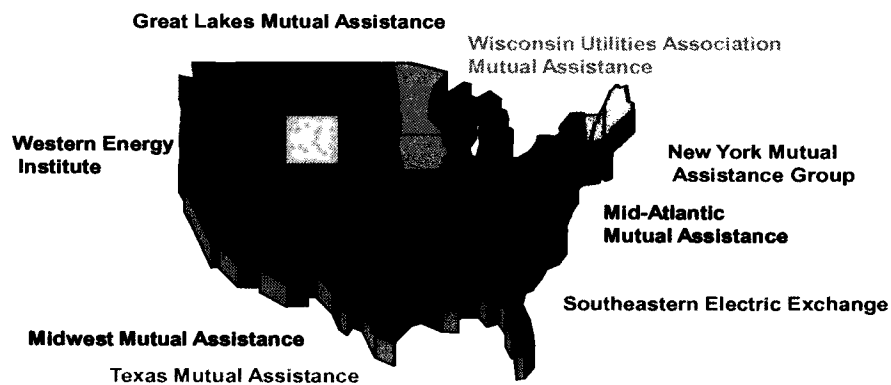 Great Lakes Mutual Assistance
Wisconsin Utilities Association
Mutual Assistance
Western Energy
Institute
New York Mutual
Assistance Group
Mid-Atlantic
Mutual Assistance
Southeastern Electric Exchange
Midwest Mutual Assistance
Texas Mutual Assistance